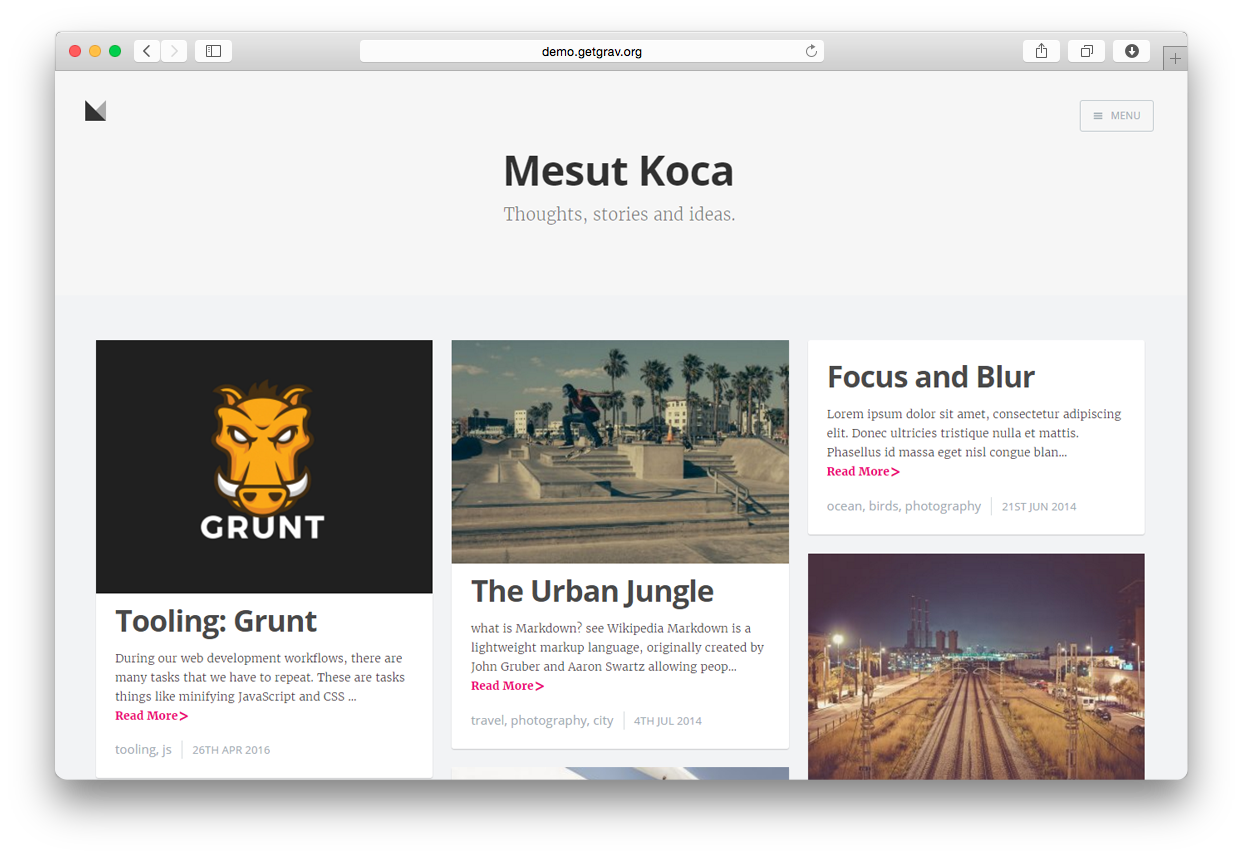 demo.getgrav.org
MENU
Mesut Koca
Thoughts, stories and ideas.
GRUNT
Tooling: Grunt
During our web development workflows, there are
many tasks that we have to repeat. These are tasks
things like minifying JavaScript and CSS ...
Read More>
tooling, js
26TH APR 2016
The Urban Jungle
what is Markdown? see Wikipedia Markdown is a
lightweight markup language, originally created by
John Gruber and Aaron Swartz allowing peop...
Read More>
travel, photography, city
4TH JUL 2014
Focus and Blur
Lorem ipsum dolor sit amet, consectetur adipiscing
elit. Donec ultricies tristique nulla et mattis.
Phasellus id massa eget nisl congue blan...
Read More>
ocean, birds, photography
21ST JUN 2014